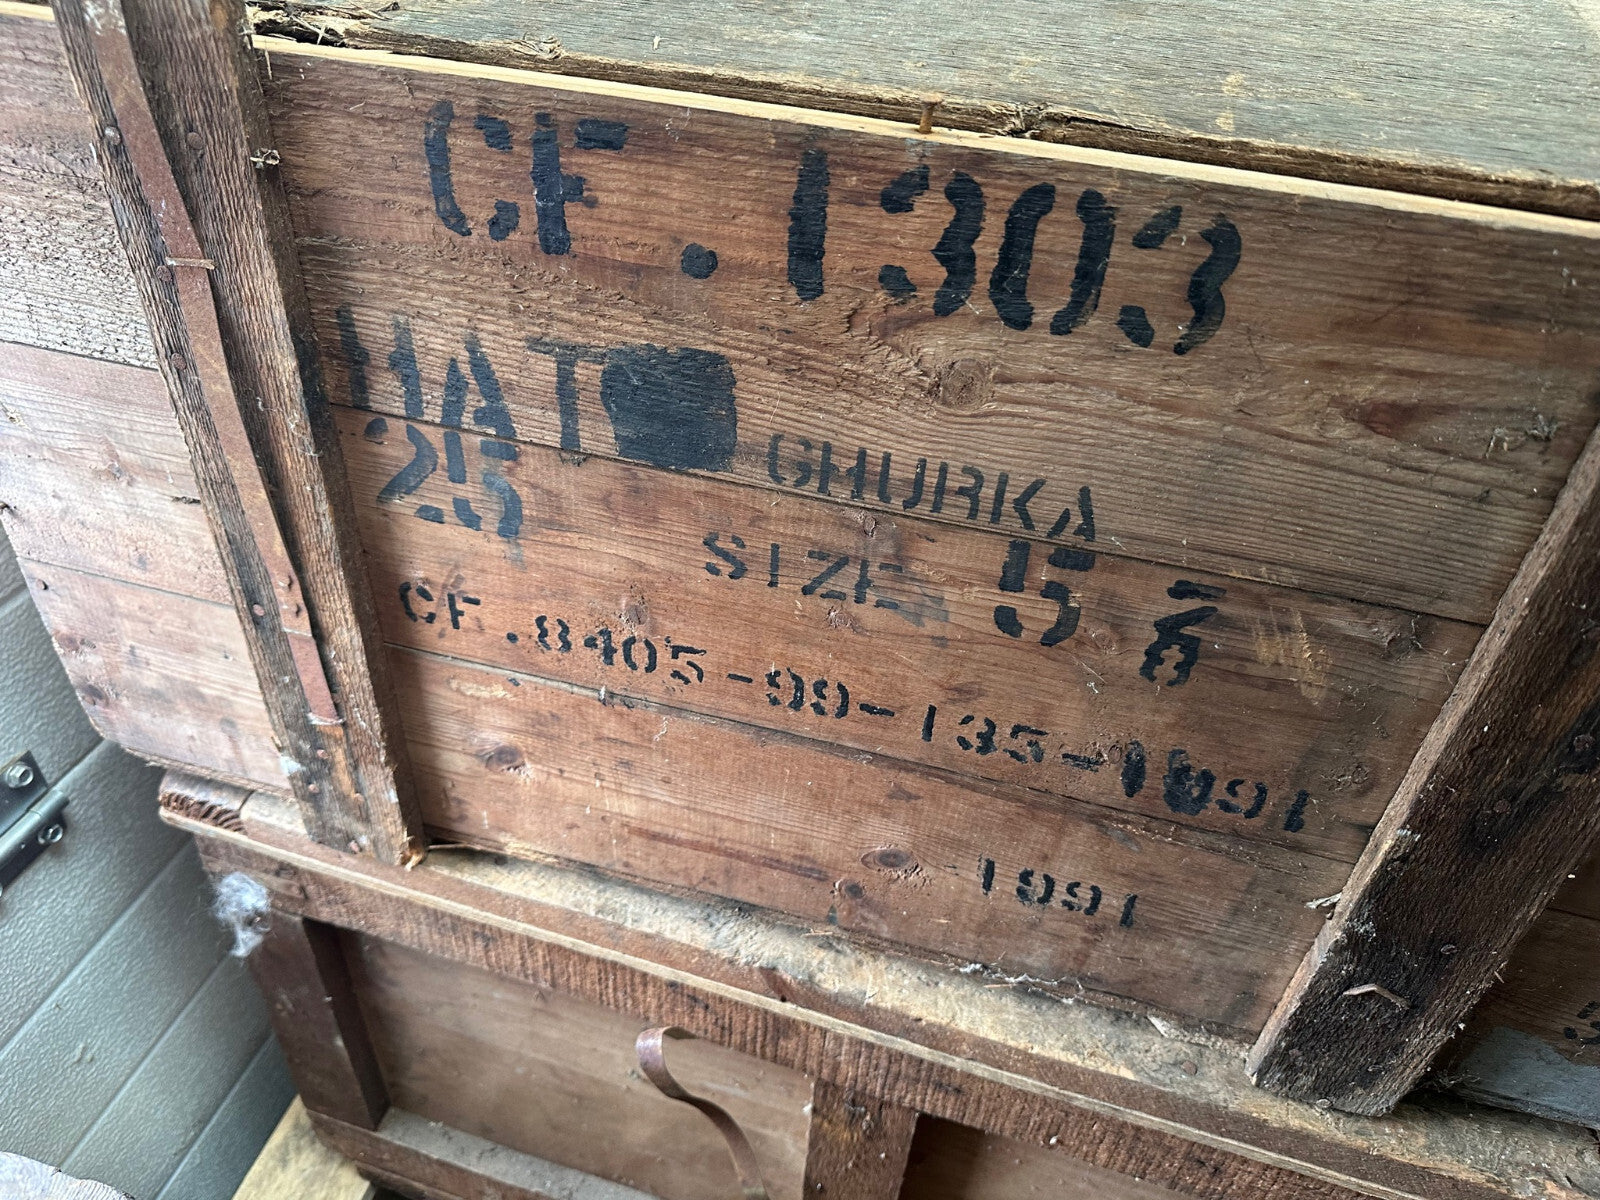 CF.1303
HAT GHURKA
25 SIZE 5 7/8
CF.8405-99-135-1091
1991